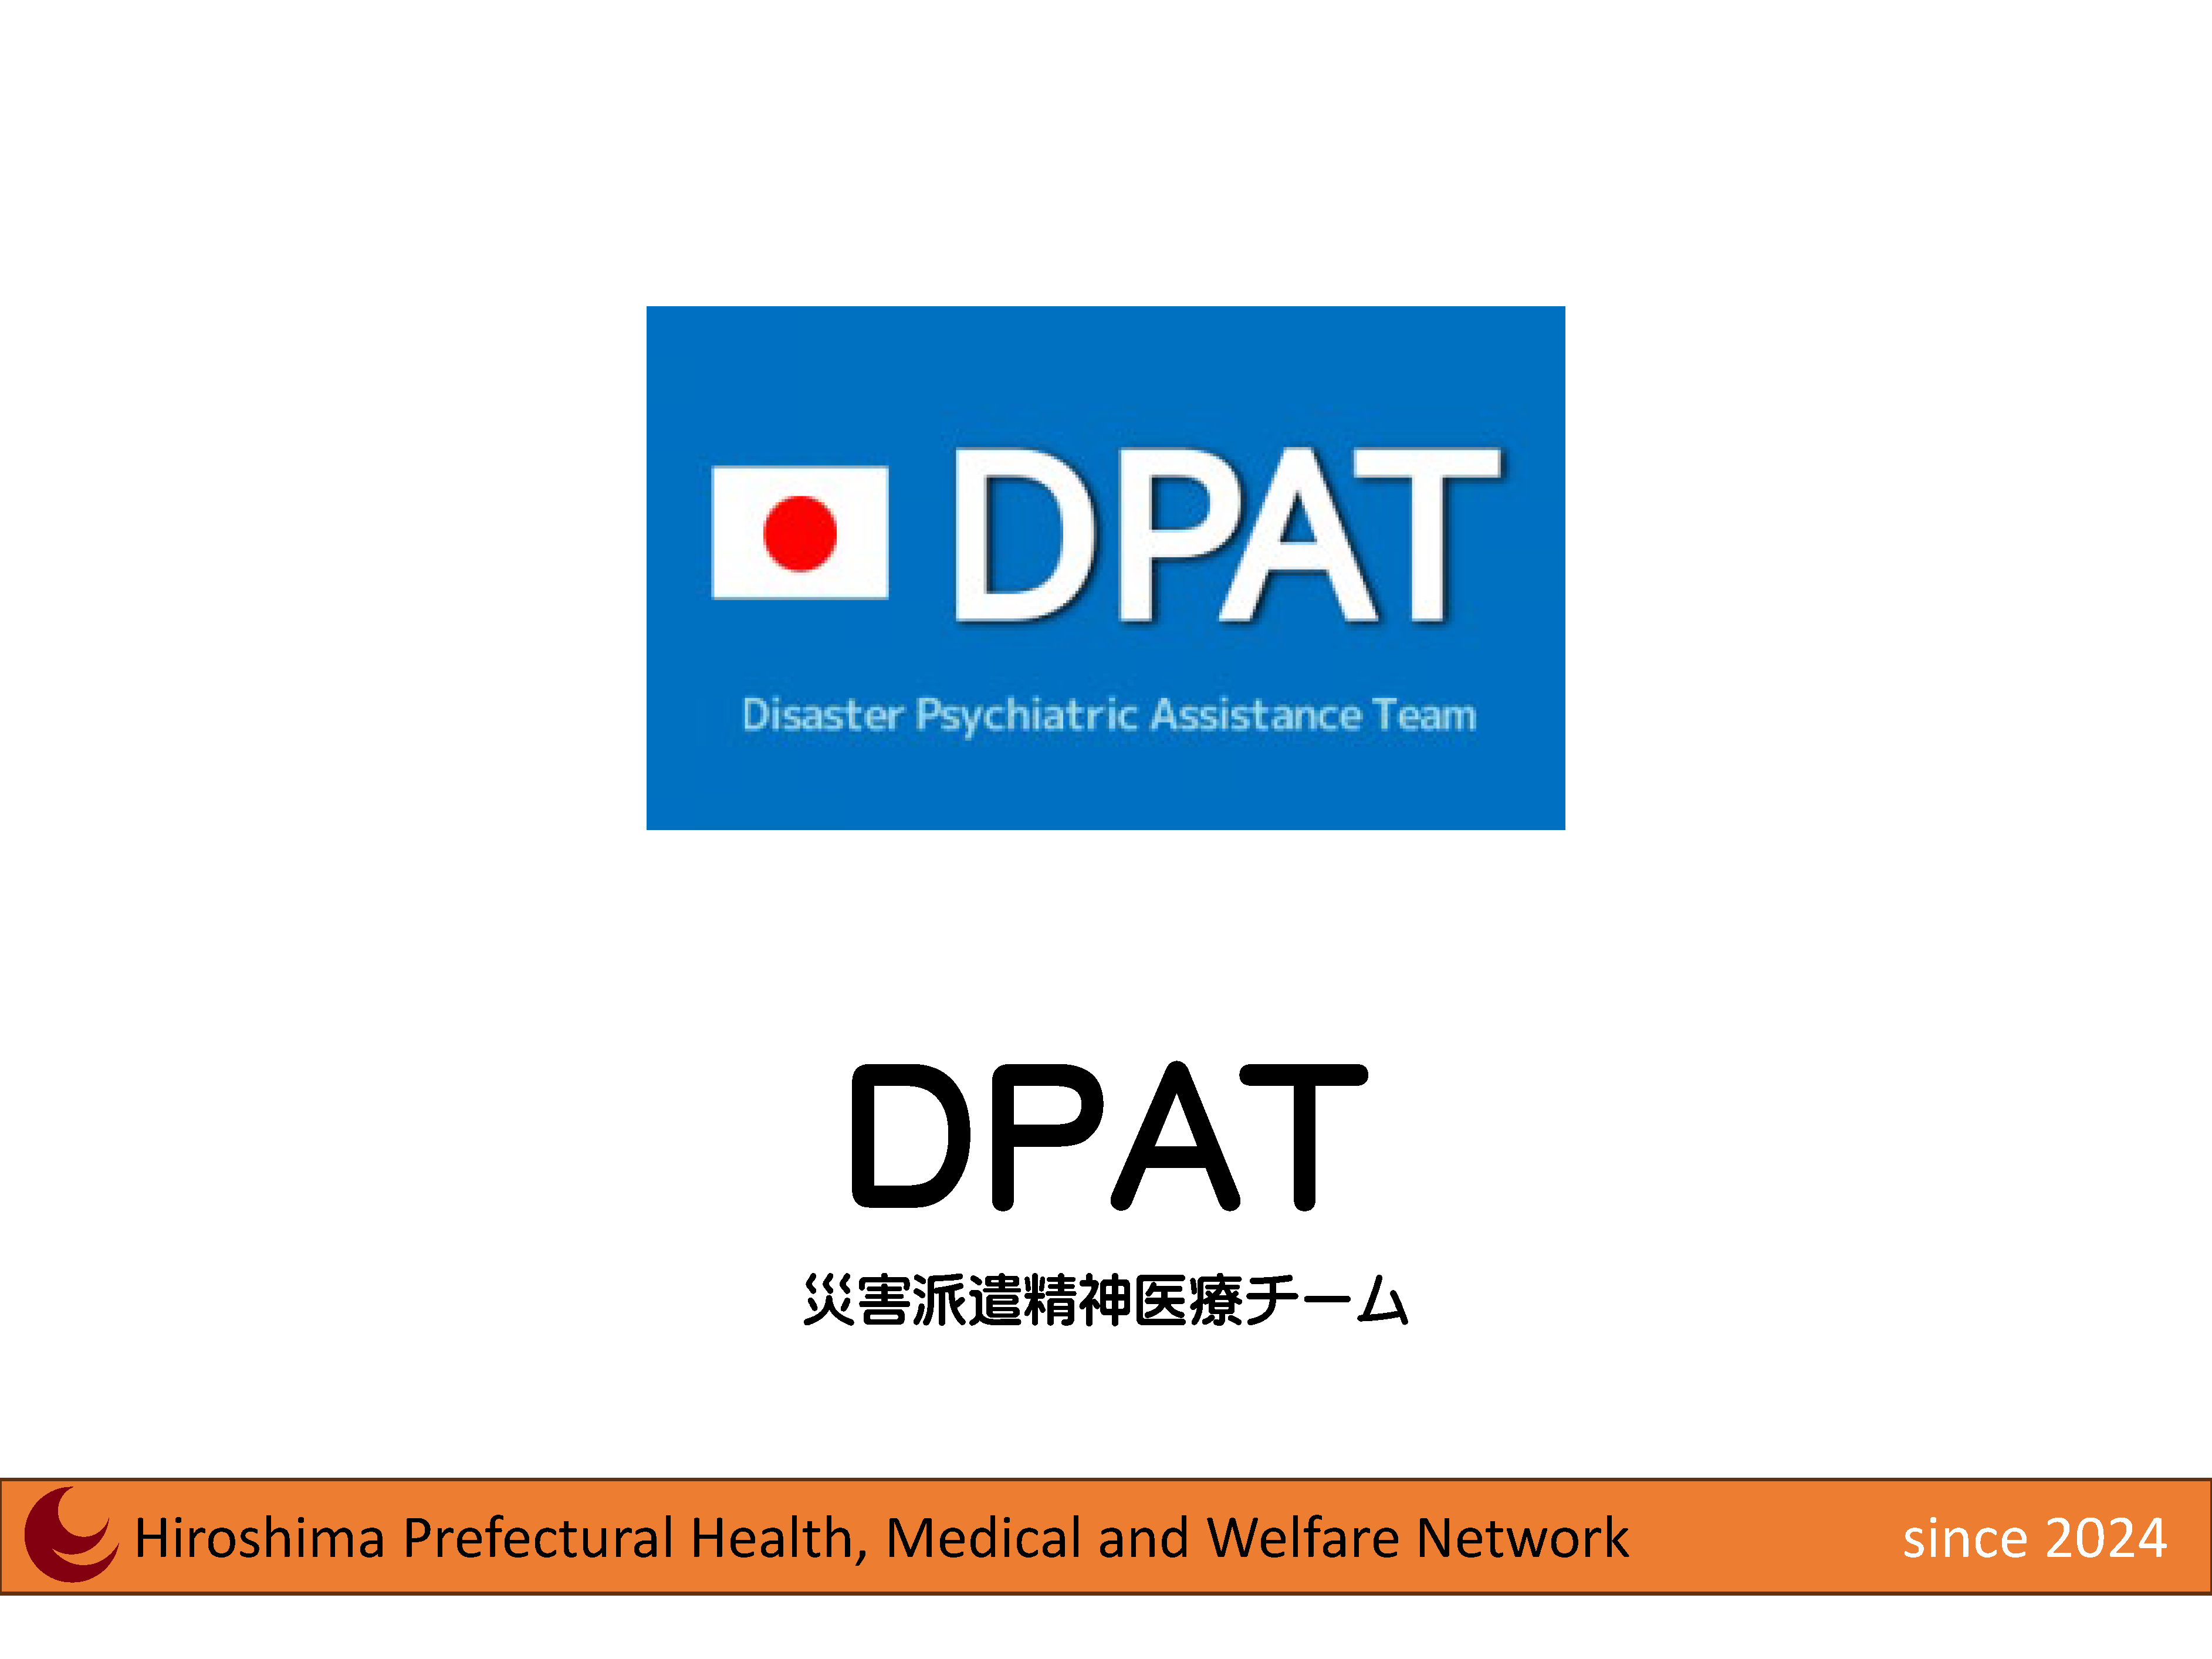 DPAT
Disaster Psychiatric Assistance Team
DPAT
災害派遣精神医療チーム
Hiroshima Prefectural Health, Medical and Welfare Network
since 2024